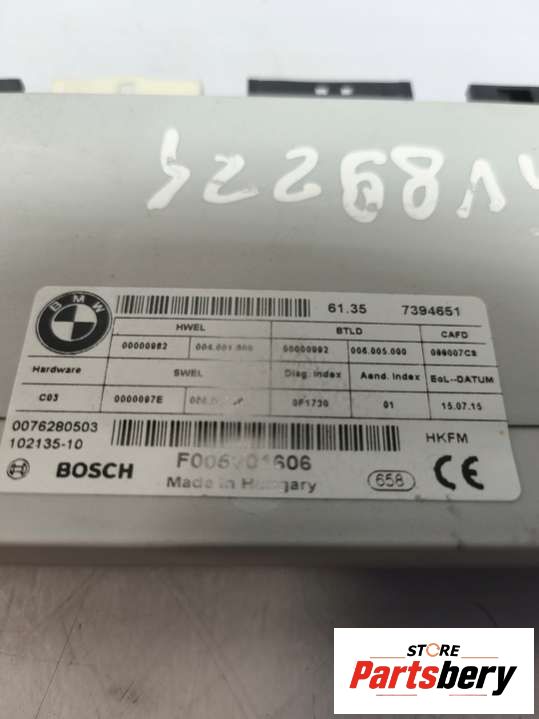 BMW
61.35 7394651
HWEL BTLD CAFD
00000982 00000992 006.005.000
Hardware SWEL Diag. Index Aend. Index EoL--DATUM
C03 0000097E 0F1730 01 15.07.15
0076280503
102135-10
HKFM
BOSCH
Made in Hungary
658
CE
STORE
Partsbery